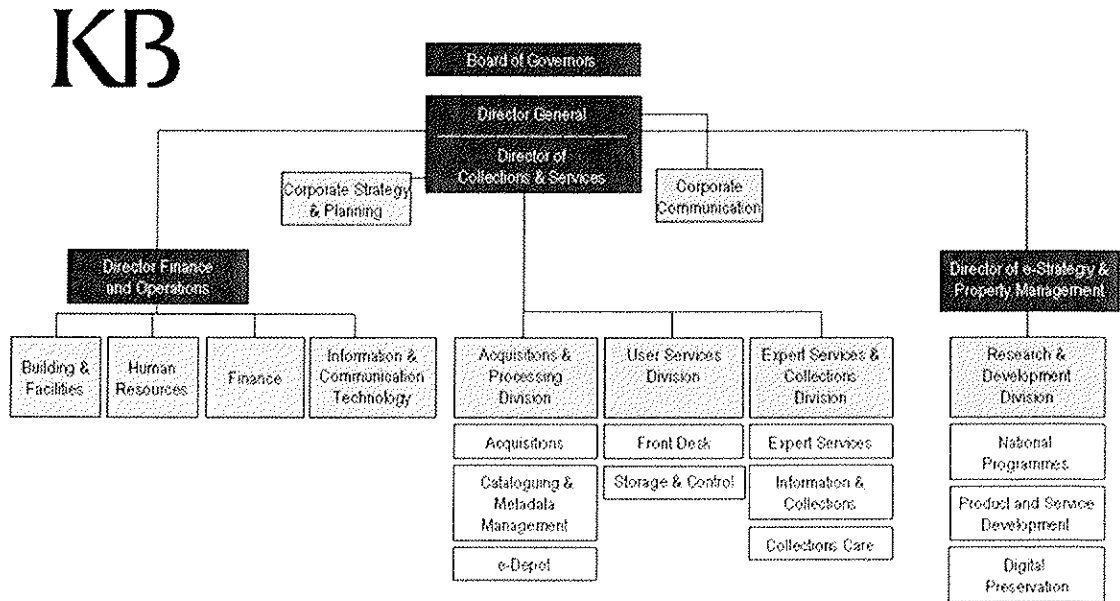 KB
Board of Governors
Director General
Director of
Collections & Services
Corporate Strategy
& Planning
Corporate
Communication
Director Finance
and Operations
Director of e-Strategy &
Property Management
Building &
Facilities
Human
Resources
Finance
Information &
Communication
Technology
Acquisitions &
Processing
Division
User Services
Division
Expert Services &
Collections
Division
Research &
Development
Division
Acquisitions
Cataloguing &
Metadata
Management
e-Depot
Front Desk
Storage & Control
Expert Services
Information &
Collections
Collections Care
National
Programmes
Product and Service
Development
Digital
Preservation